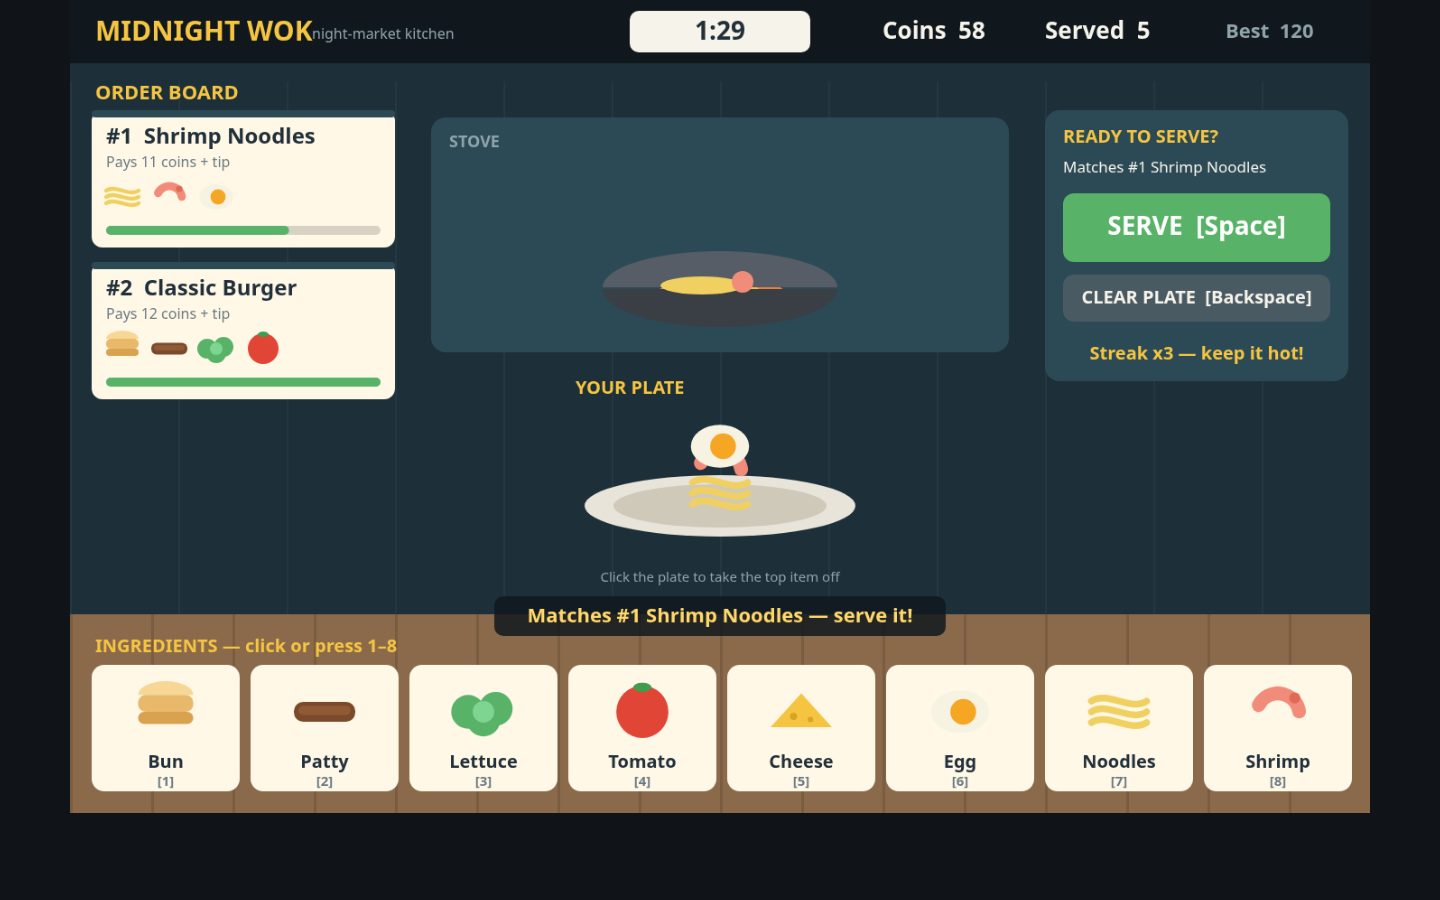 MIDNIGHT WOK night-market kitchen
1:29
Coins 58
Served 5
Best 120
ORDER BOARD
#1 Shrimp Noodles
Pays 11 coins + tip
#2 Classic Burger
Pays 12 coins + tip
STOVE
READY TO SERVE?
Matches #1 Shrimp Noodles
SERVE [Space]
CLEAR PLATE [Backspace]
Streak x3 — keep it hot!
YOUR PLATE
Click the plate to take the top item off
Matches #1 Shrimp Noodles — serve it!
INGREDIENTS — click or press 1–8
Bun
[1]
Patty
[2]
Lettuce
[3]
Tomato
[4]
Cheese
[5]
Egg
[6]
Noodles
[7]
Shrimp
[8]